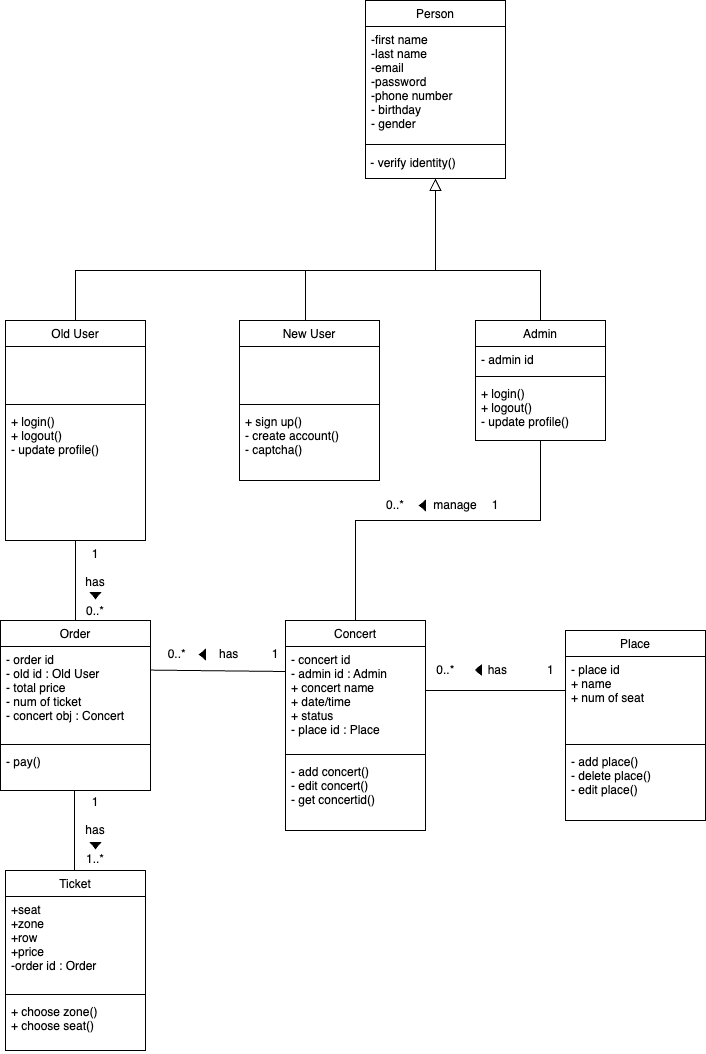 Person
-first name
-last name
-email
-password
-phone number
- birthday
- gender
- verify identity()
Old User
+ login()
+ logout()
- update profile()
New User
+ sign up()
- create account()
- captcha()
Admin
- admin id
+ login()
+ logout()
- update profile()
0..* manage 1
1
has
0..*
Order
- order id
- old id : Old User
- total price
- num of ticket
- concert obj : Concert
- pay()
0..* has 1
Concert
- concert id
- admin id : Admin
+ concert name
+ date/time
+ status
- place id : Place
- add concert()
- edit concert()
- get concertid()
0..* has 1
Place
- place id
+ name
+ num of seat
- add place()
- delete place()
- edit place()
1
has
1..*
Ticket
+seat
+zone
+row
+price
-order id : Order
+ choose zone()
+ choose seat()